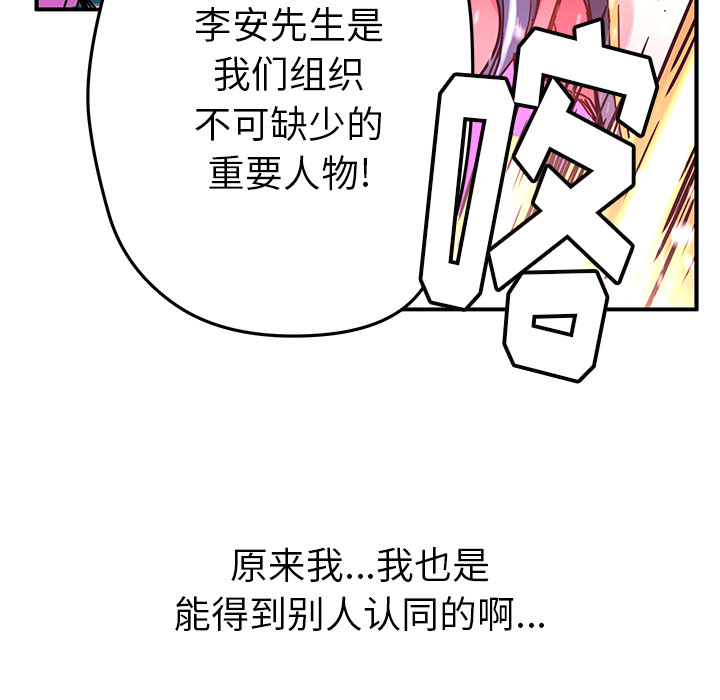 李安先生是
我们组织
不可缺少的
重要人物!
咯
原来我...我也是
能得到别人认同的啊...